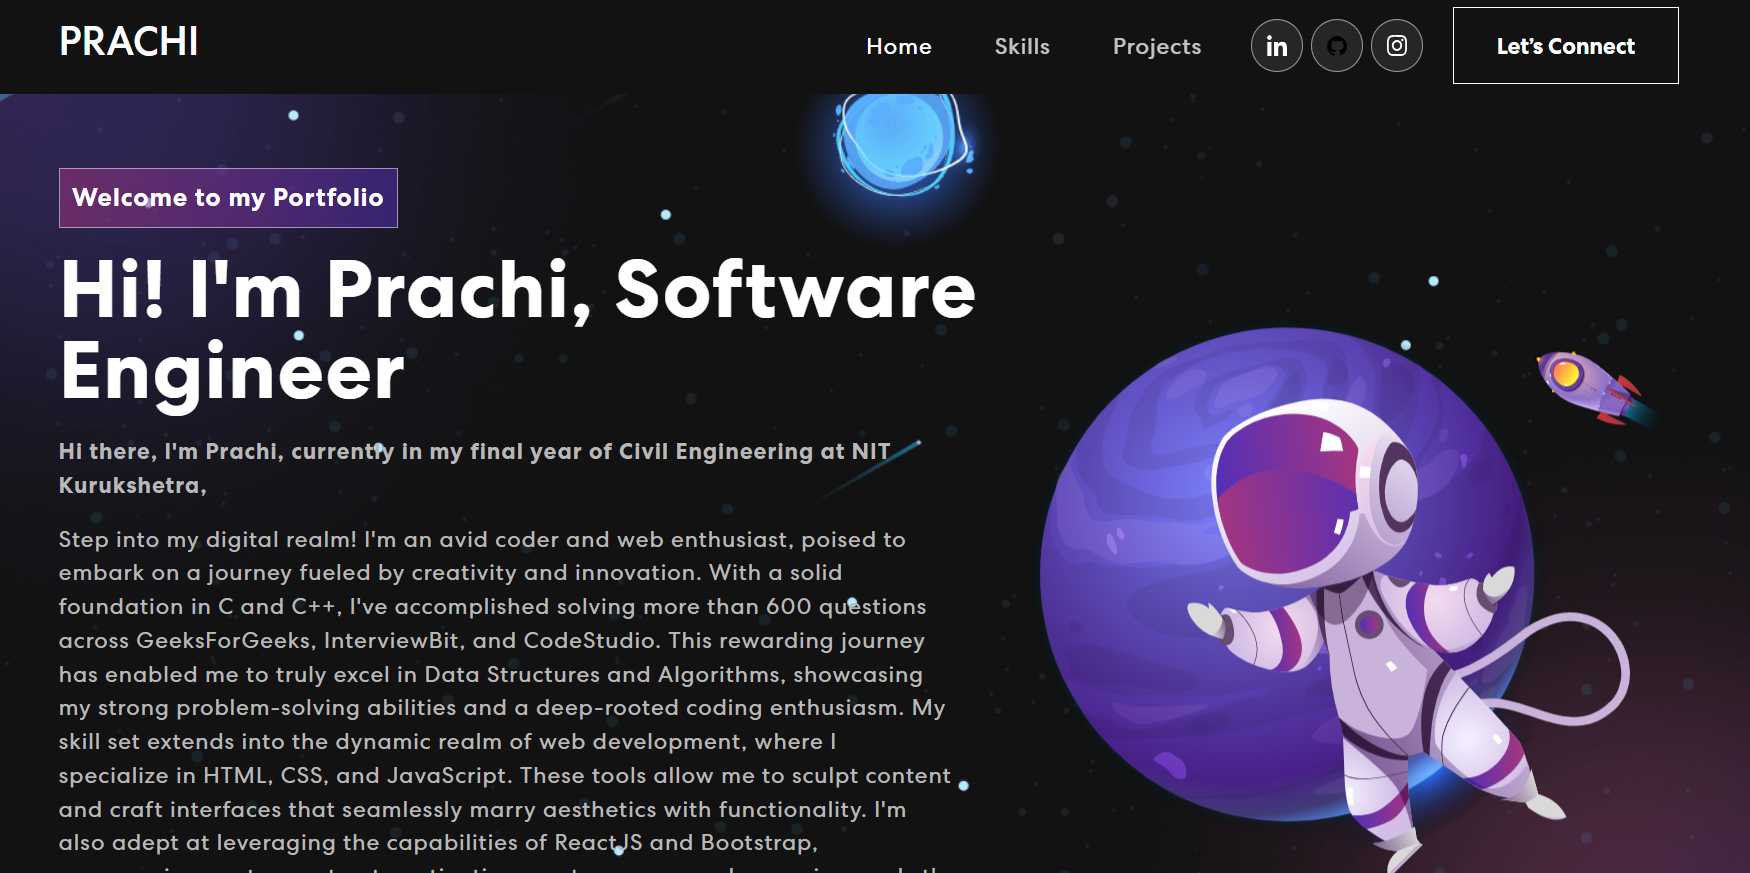 PRACHI
Home
Skills
Projects
in
Let's Connect
Welcome to my Portfolio
Hi! I'm Prachi, Software
Engineer
Hi there, I'm Prachi, currently in my final year of Civil Engineering at NIT
Kurukshetra,
Step into my digital realm! I'm an avid coder and web enthusiast, poised to
embark on a journey fueled by creativity and innovation. With a solid
foundation in C and C++, I've accomplished solving more than 600 questions
across GeeksForGeeks, InterviewBit, and CodeStudio. This rewarding journey
has enabled me to truly excel in Data Structures and Algorithms, showcasing
my strong problem-solving abilities and a deep-rooted coding enthusiasm. My
skill set extends into the dynamic realm of web development, where I
specialize in HTML, CSS, and JavaScript. These tools allow me to sculpt content
and craft interfaces that seamlessly marry aesthetics with functionality. I'm
also adept at leveraging the capabilities of ReactJS and Bootstrap,